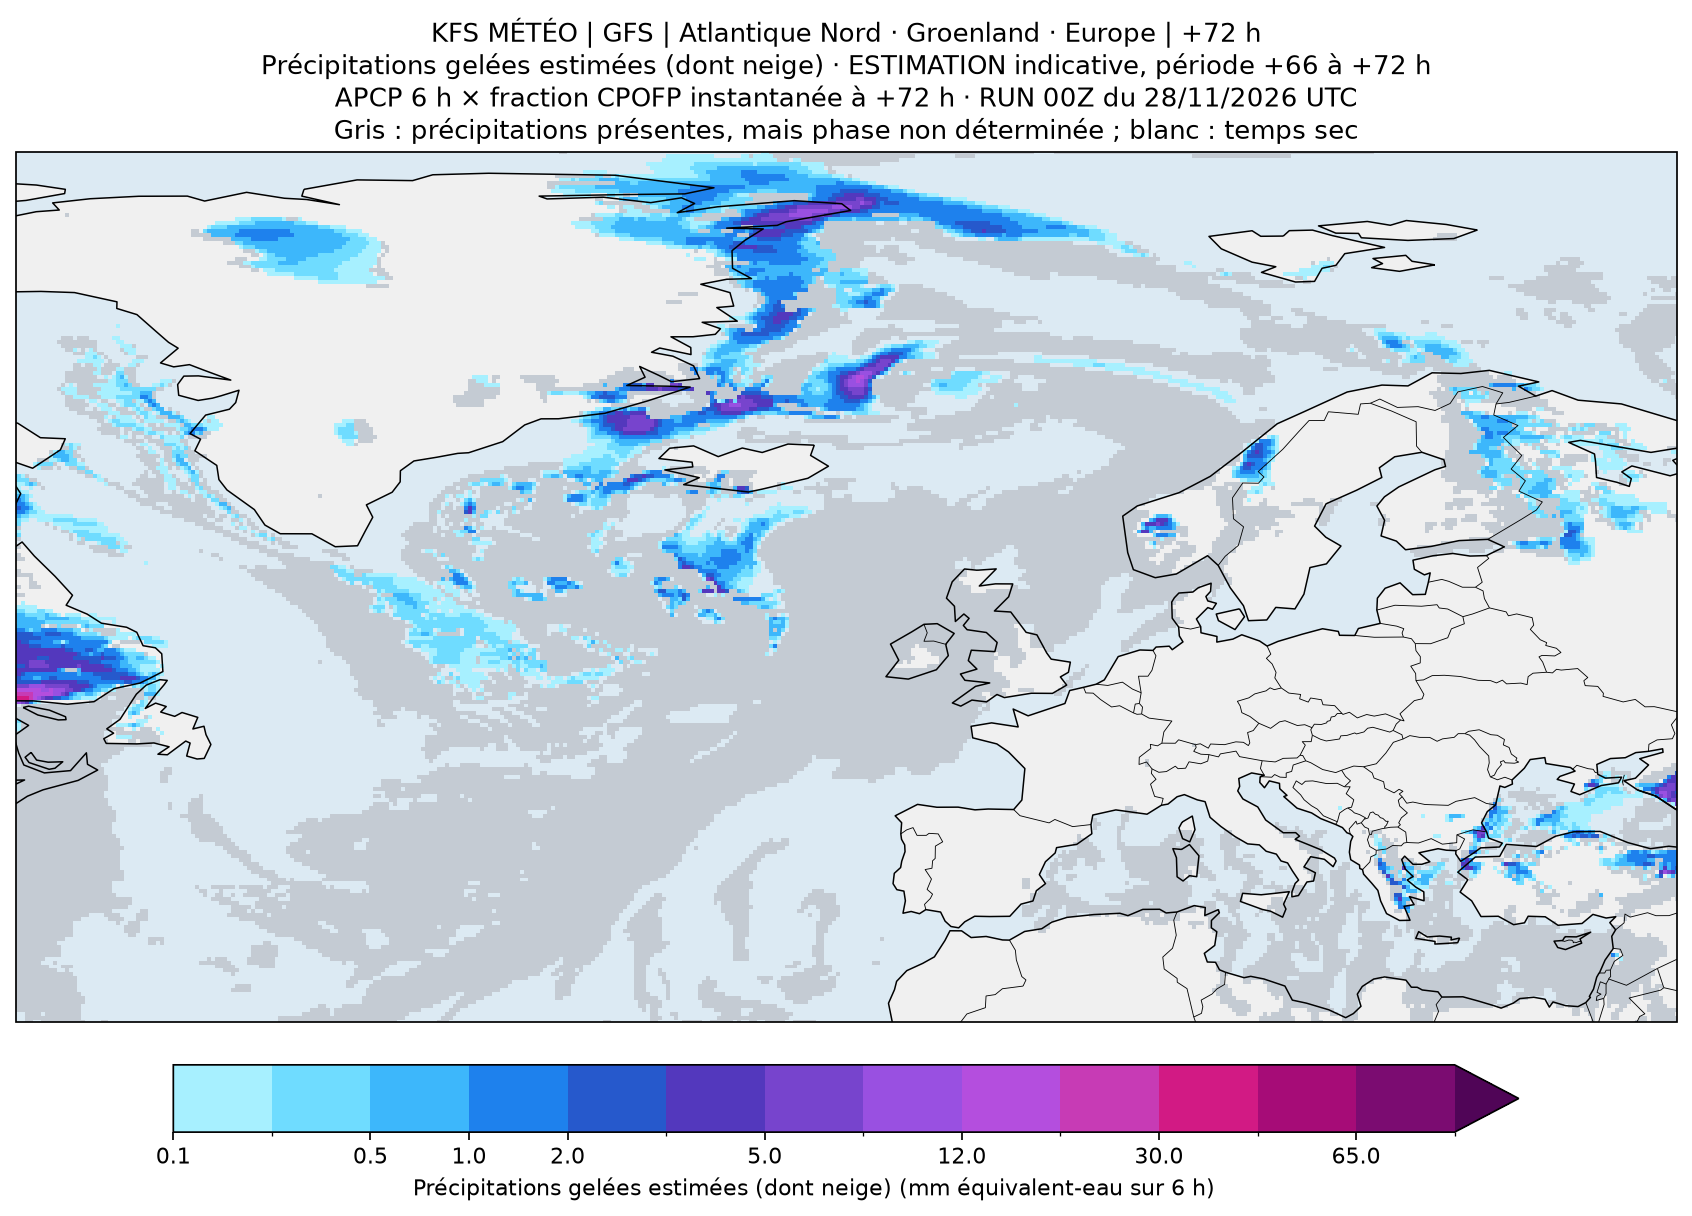 KFS MÉTÉO | GFS | Atlantique Nord · Groenland · Europe | +72 h
Précipitations gelées estimées (dont neige) · ESTIMATION indicative, période +66 à +72 h
APCP 6 h × fraction CPOFP instantanée à +72 h · RUN 00Z du 28/11/2026 UTC
Gris : précipitations présentes, mais phase non déterminée ; blanc : temps sec
0.1 0.5 1.0 2.0 5.0 12.0 30.0 65.0
Précipitations gelées estimées (dont neige) (mm équivalent-eau sur 6 h)